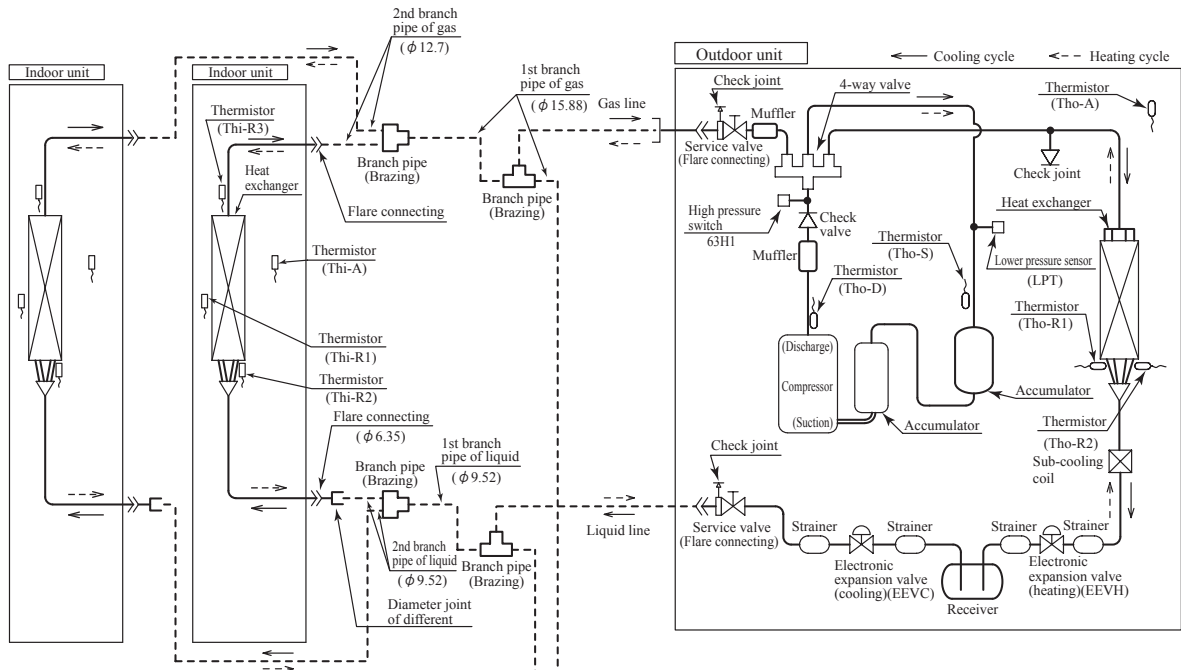 Indoor unit
Indoor unit
2nd branch
pipe of gas
(ϕ12.7)
Thermistor
(Thi-R3)
Heat
exchanger
Branch pipe
(Brazing)
Flare connecting
Thermistor
(Thi-A)
Thermistor
(Thi-R1)
Thermistor
(Thi-R2)
Flare connecting
(ϕ6.35)
1st branch
pipe of gas
(ϕ15.88)
Gas line
Branch pipe
(Brazing)
Branch pipe
(Brazing)
1st branch
pipe of liquid
(ϕ9.52)
2nd branch
pipe of liquid
(ϕ9.52)
Branch pipe
(Brazing)
Diameter joint
of different
Liquid line
Outdoor unit
Cooling cycle
Heating cycle
Check joint
4-way valve
Thermistor
(Tho-A)
Muffler
Service valve
(Flare connecting)
Check joint
High pressure
switch
63H1
Check
valve
Muffler
Thermistor
(Tho-D)
Thermistor
(Tho-S)
Heat exchanger
Lower pressure sensor
(LPT)
Thermistor
(Tho-R1)
(Discharge)
Compressor
(Suction)
Accumulator
Accumulator
Thermistor
(Tho-R2)
Sub-cooling
coil
Check joint
Service valve
(Flare connecting)
Strainer
Strainer
Strainer
Strainer
Electronic
expansion valve
(cooling)(EEVC)
Receiver
Electronic
expansion valve
(heating)(EEVH)